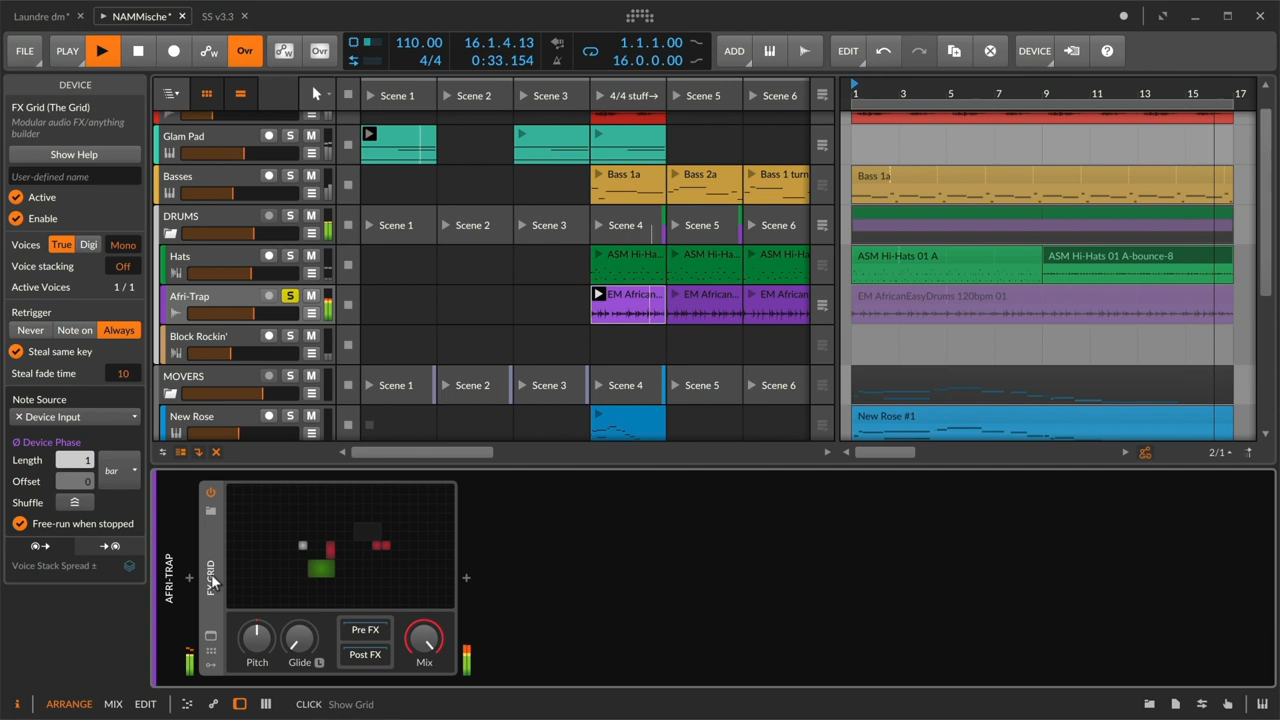 Laundre dm* × NAMMische* × SS v3.3 ×
FILE PLAY Ovr Ovr 110.00 16.1.4.13 1.1.1.00 ADD EDIT DEVICE ?
4/4 0:33.154 16.0.0.00
DEVICE
FX Grid (The Grid)
Modular audio FX/anything
builder
Show Help
User-defined name
Active
Enable
Voices True Digi Mono
Voice stacking Off
Active Voices 1 / 1
Retrigger
Never Note on Always
Steal same key
Steal fade time 10
Note Source
× Device Input
Ø Device Phase
Length 1 bar
Offset 0
Shuffle
Free-run when stopped
Voice Stack Spread ±
Scene 1 Scene 2 Scene 3 4/4 stuff→ Scene 5 Scene 6
1 3 5 7 9 11 13 15 17
Glam Pad S M
Basses S M Bass 1a Bass 2a Bass 1 turn Bass 1a
DRUMS S M Scene 1 Scene 2 Scene 3 Scene 4 Scene 5 Scene 6
Hats S M ASM Hi-Ha... ASM Hi-Ha... ASM Hi-Ha ASM Hi-Hats 01 A ASM Hi-Hats 01 A-bounce-8
Afri-Trap S M EM African... EM African... EM African EM AfricanEasyDrums 120bpm 01
Block Rockin' S M
MOVERS S M Scene 1 Scene 2 Scene 3 Scene 4 Scene 5 Scene 6
New Rose S M New Rose #1
2/1
AFRI-TRAP
FX GRID
Pitch Glide L Pre FX Post FX Mix
i ARRANGE MIX EDIT CLICK Show Grid